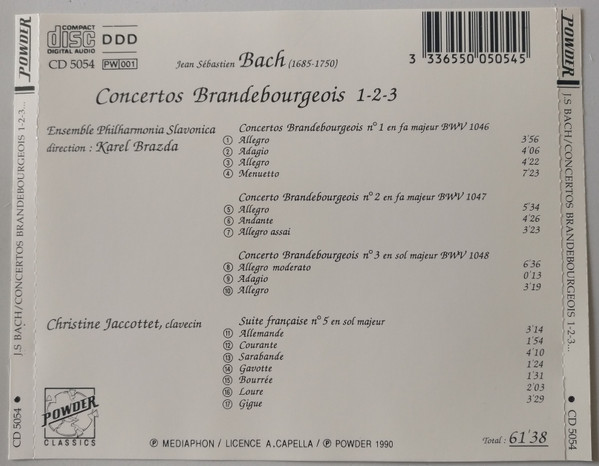 POWDER
J.S BACH/CONCERTOS BRANDEBOURGEOIS 1-2-3...
CD 5054 ●
COMPACT
disc
DIGITAL AUDIO
DDD
CD 5054 PW 001
Jean Sébastien Bach (1685-1750)
3 336550 050545
Concertos Brandebourgeois 1-2-3
Ensemble Philharmonia Slavonica
direction : Karel Brazda
Concertos Brandebourgeois n° 1 en fa majeur BWV 1046
① Allegro 3'56
② Adagio 4'06
③ Allegro 4'22
④ Menuetto 7'23
Concerto Brandebourgeois n° 2 en fa majeur BWV 1047
⑤ Allegro 5'34
⑥ Andante 4'26
⑦ Allegro assai 3'23
Concerto Brandebourgeois n° 3 en sol majeur BWV 1048
⑧ Allegro moderato 6'36
⑨ Adagio 0'13
⑩ Allegro 3'19
Christine Jaccottet, clavecin
Suite française n° 5 en sol majeur
⑪ Allemande 3'14
⑫ Courante 1'54
⑬ Sarabande 4'10
⑭ Gavotte 1'24
⑮ Bourrée 1'31
⑯ Loure 2'03
⑰ Gigue 3'29
POWDER
CLASSICS
℗ MEDIAPHON / LICENCE A.CAPELLA / ℗ POWDER 1990
Total : 61'38
POWDER
J.S BACH/CONCERTOS BRANDEBOURGEOIS 1-2-3...
● CD 5054